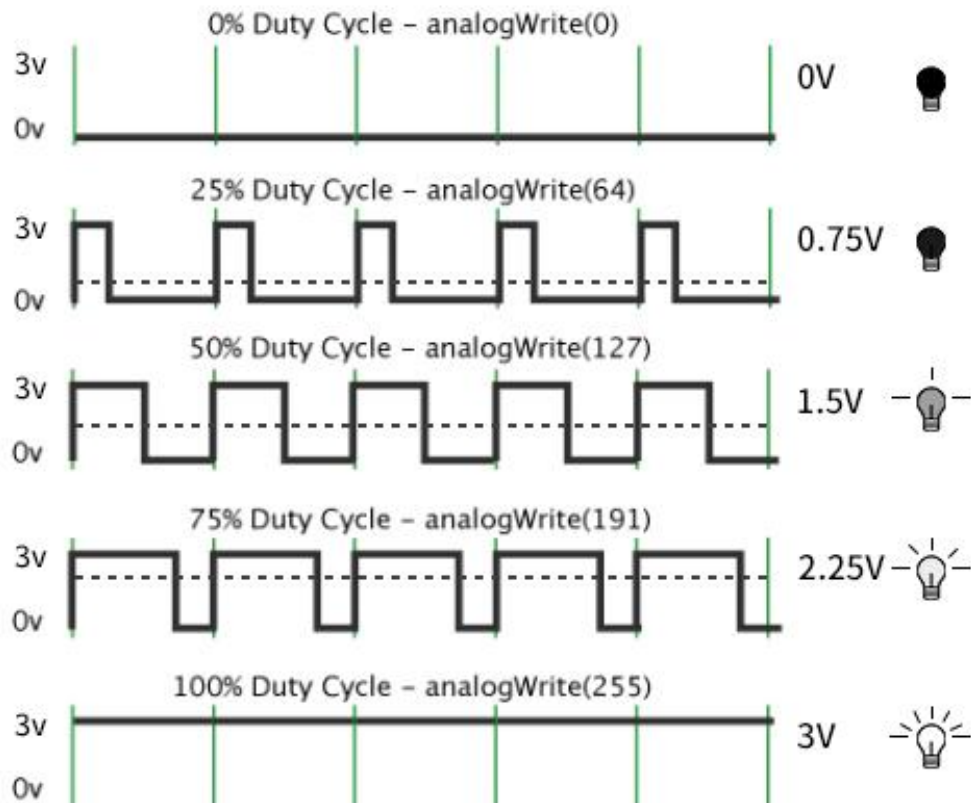 0% Duty Cycle – analogWrite(0)
3v
0v
0V
25% Duty Cycle – analogWrite(64)
3v
0v
0.75V
50% Duty Cycle – analogWrite(127)
3v
0v
1.5V
75% Duty Cycle – analogWrite(191)
3v
0v
2.25V
100% Duty Cycle – analogWrite(255)
3v
0v
3V